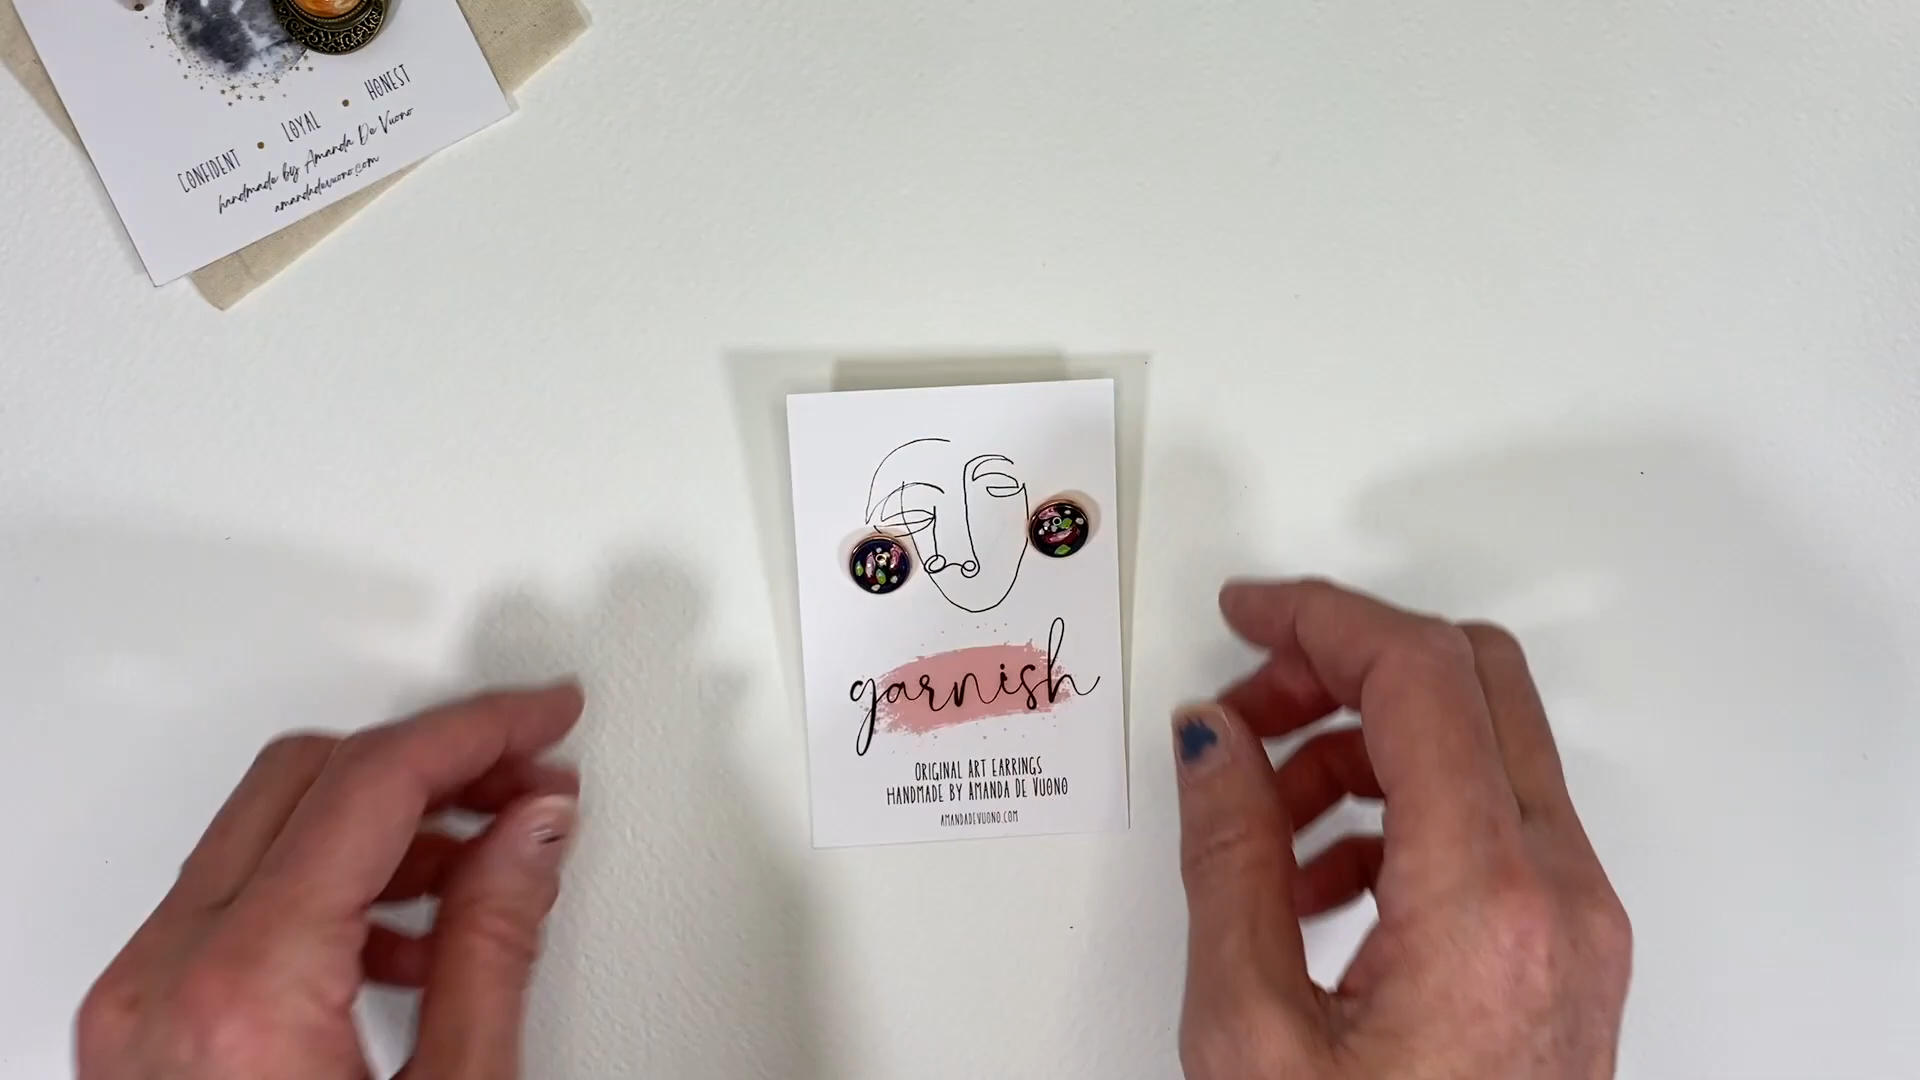 CONFIDENT • LOYAL • HONEST
handmade by Amanda De Vuono
amandadevuono.com
garnish
ORIGINAL ART EARRINGS
HANDMADE BY AMANDA DE VUONO
AMANDADEVUONO.COM